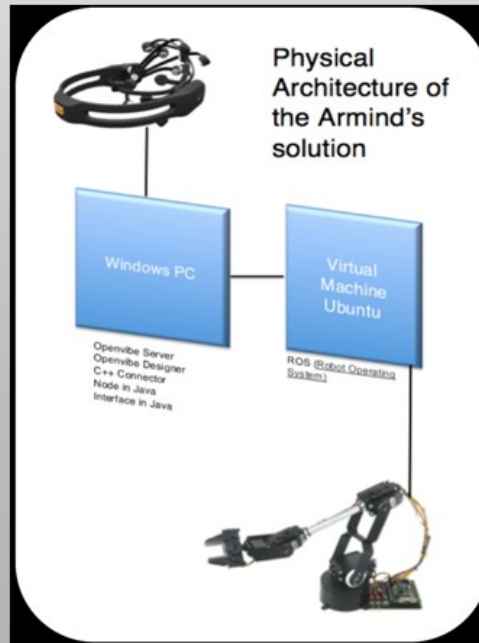 Physical
Architecture of
the Armind's
solution
Windows PC
Virtual
Machine
Ubuntu
Openvibe Server
Openvibe Designer
C++ Connector
Node in Java
Interface in Java
ROS (Robot Operating
System)